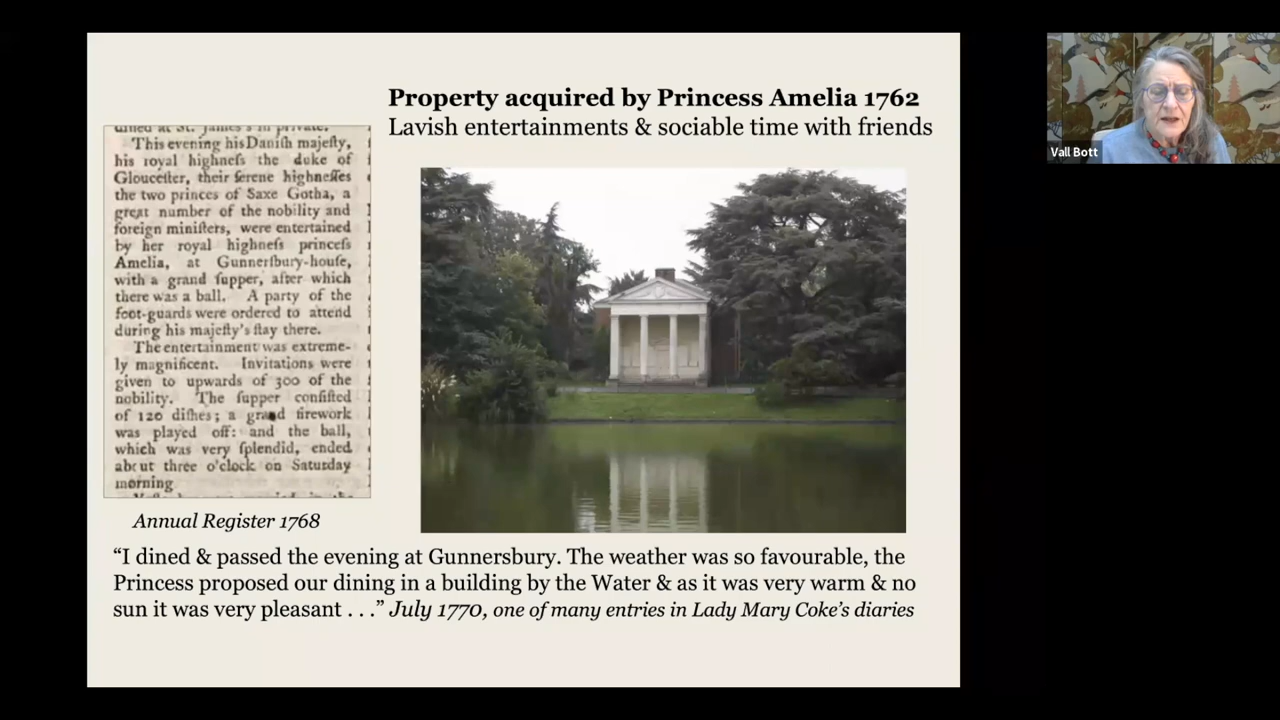 Property acquired by Princess Amelia 1762
Lavish entertainments & sociable time with friends
at St. James's in private.
This evening his Daniſh majeſty,
his royal highneſs the duke of
Glouceſter, their ſerene highneſſes
the two princes of Saxe Gotha, a
great number of the nobility and
foreign miniſters, were entertained
by her royal highneſs princeſs
Amelia, at Gunnerſbury-houſe,
with a grand ſupper, after which
there was a ball. A party of the
foot-guards were ordered to attend
during his majeſty's ſtay there.
The entertainment was extreme-
ly magnificent. Invitations were
given to upwards of 300 of the
nobility. The ſupper conſiſted
of 120 diſhes; a grand firework
was played off: and the ball,
which was very ſplendid, ended
about three o'clock on Saturday
morning
Annual Register 1768
“I dined & passed the evening at Gunnersbury. The weather was so favourable, the
Princess proposed our dining in a building by the Water & as it was very warm & no
sun it was very pleasant . . .” July 1770, one of many entries in Lady Mary Coke’s diaries
Vall Bott